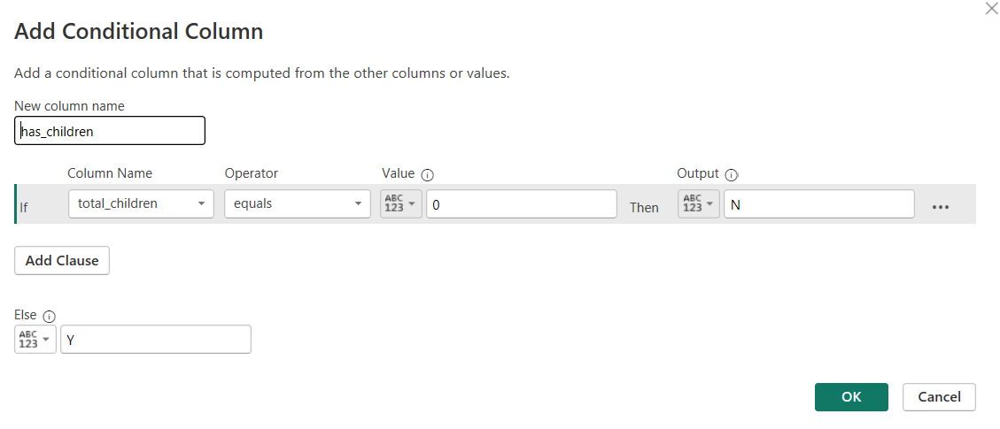 Add Conditional Column
Add a conditional column that is computed from the other columns or values.
New column name
has_children
Column Name Operator Value Output
If total_children equals ABC 123 0 Then ABC 123 N ...
Add Clause
Else
ABC 123 Y
OK Cancel